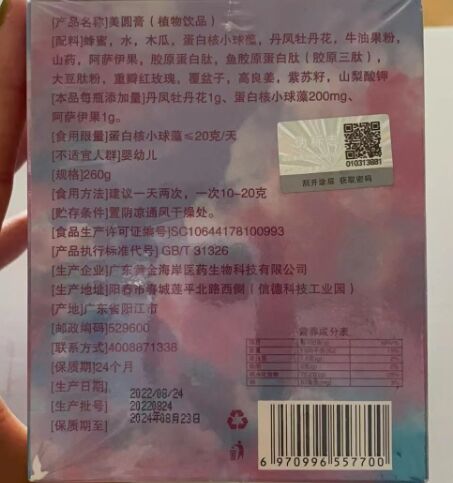 [产品名称]美圆膏（植物饮品）
[配料]蜂蜜，水，木瓜，蛋白核小球藻，丹凤牡丹花，牛油果粉，
山药，阿萨伊果，胶原蛋白肽，鱼胶原蛋白肽（胶原三肽），
大豆肽粉，重瓣红玫瑰，覆盆子，高良姜，紫苏籽，山梨酸钾
[本品每瓶添加量]丹凤牡丹花1g、蛋白核小球藻200mg、
阿萨伊果1g。
[食用限量]蛋白核小球藻≤20克/天
[不适宜人群]婴幼儿
[规格]260g
[食用方法]建议一天两次，一次10-20克
[贮存条件]置阴凉通风干燥处。
[食品生产许可证编号]SC10644178100993
[产品执行标准代号] GB/T 31326
[生产企业]广东黄金海岸医药生物科技有限公司
[生产地址]阳春市春城莲平北路西侧（信德科技工业园）
[产地]广东省阳江市
[邮政编码]529600
[联系方式]4008871338
[保质期]24个月
[生产日期] 2022/08/24
[生产批号] 20220824
[保质期至] 2024年08月23日
010313881
刮开涂层 获取密码
营养成分表
6 970996 557700